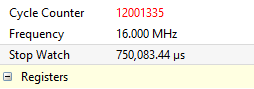 Cycle Counter 12001335
Frequency 16.000 MHz
Stop Watch 750,083.44 µs
Registers